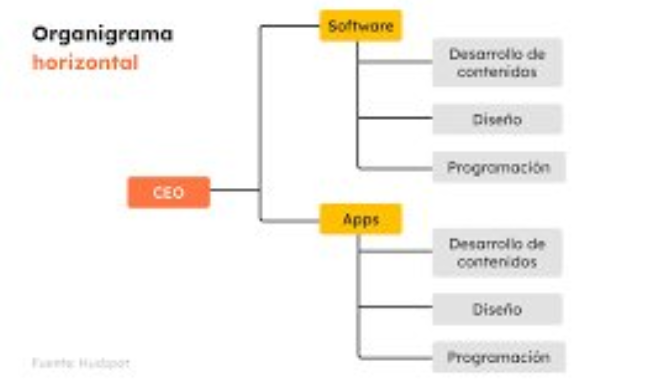 Organigrama
horizontal
CEO
Software
Desarrollo de
contenidos
Diseño
Programación
Apps
Desarrollo de
contenidos
Diseño
Programación
Fuente: Hubspot